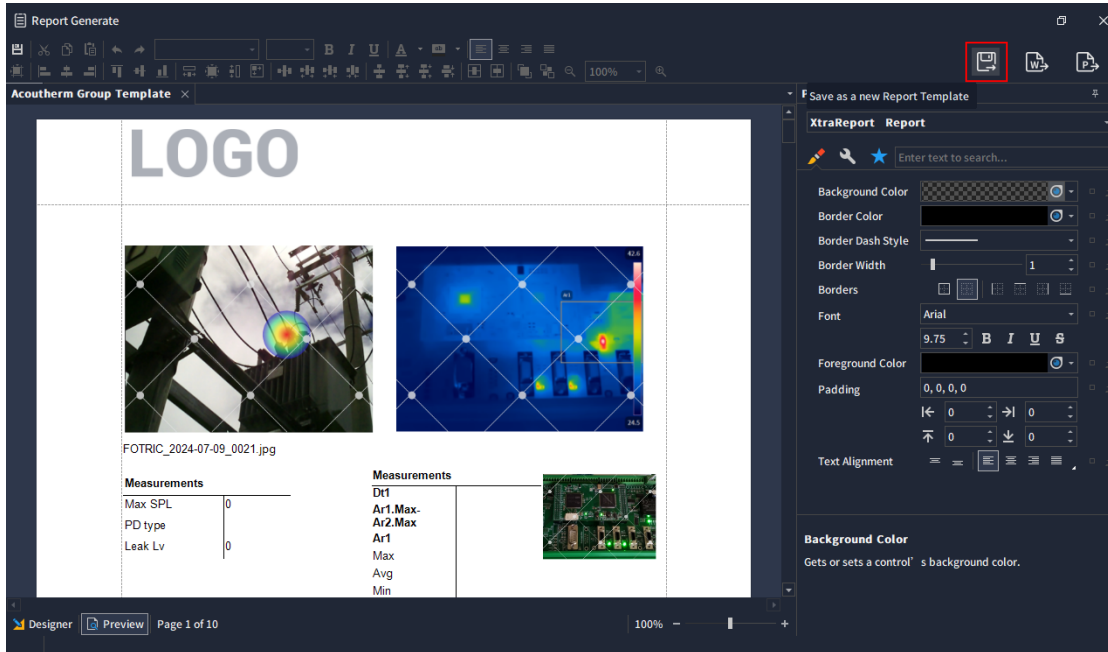 Report Generate
B I U A ab
100%
W P
Acoutherm Group Template
P
Save as a new Report Template
LOGO
XtraReport Report
Enter text to search...
Background Color
Border Color
Border Dash Style
Border Width 1
Borders
Font Arial
9.75 B I U S
Foreground Color
Padding 0, 0, 0, 0
0 0
0 0
Text Alignment
42.6
Ar1
24.5
FOTRIC_2024-07-09_0021.jpg
Measurements
Max SPL 0
PD type
Leak Lv 0
Measurements
Dt1
Ar1.Max-
Ar2.Max
Ar1
Max
Avg
Min
Background Color
Gets or sets a control's background color.
Designer Preview Page 1 of 10 100% - +